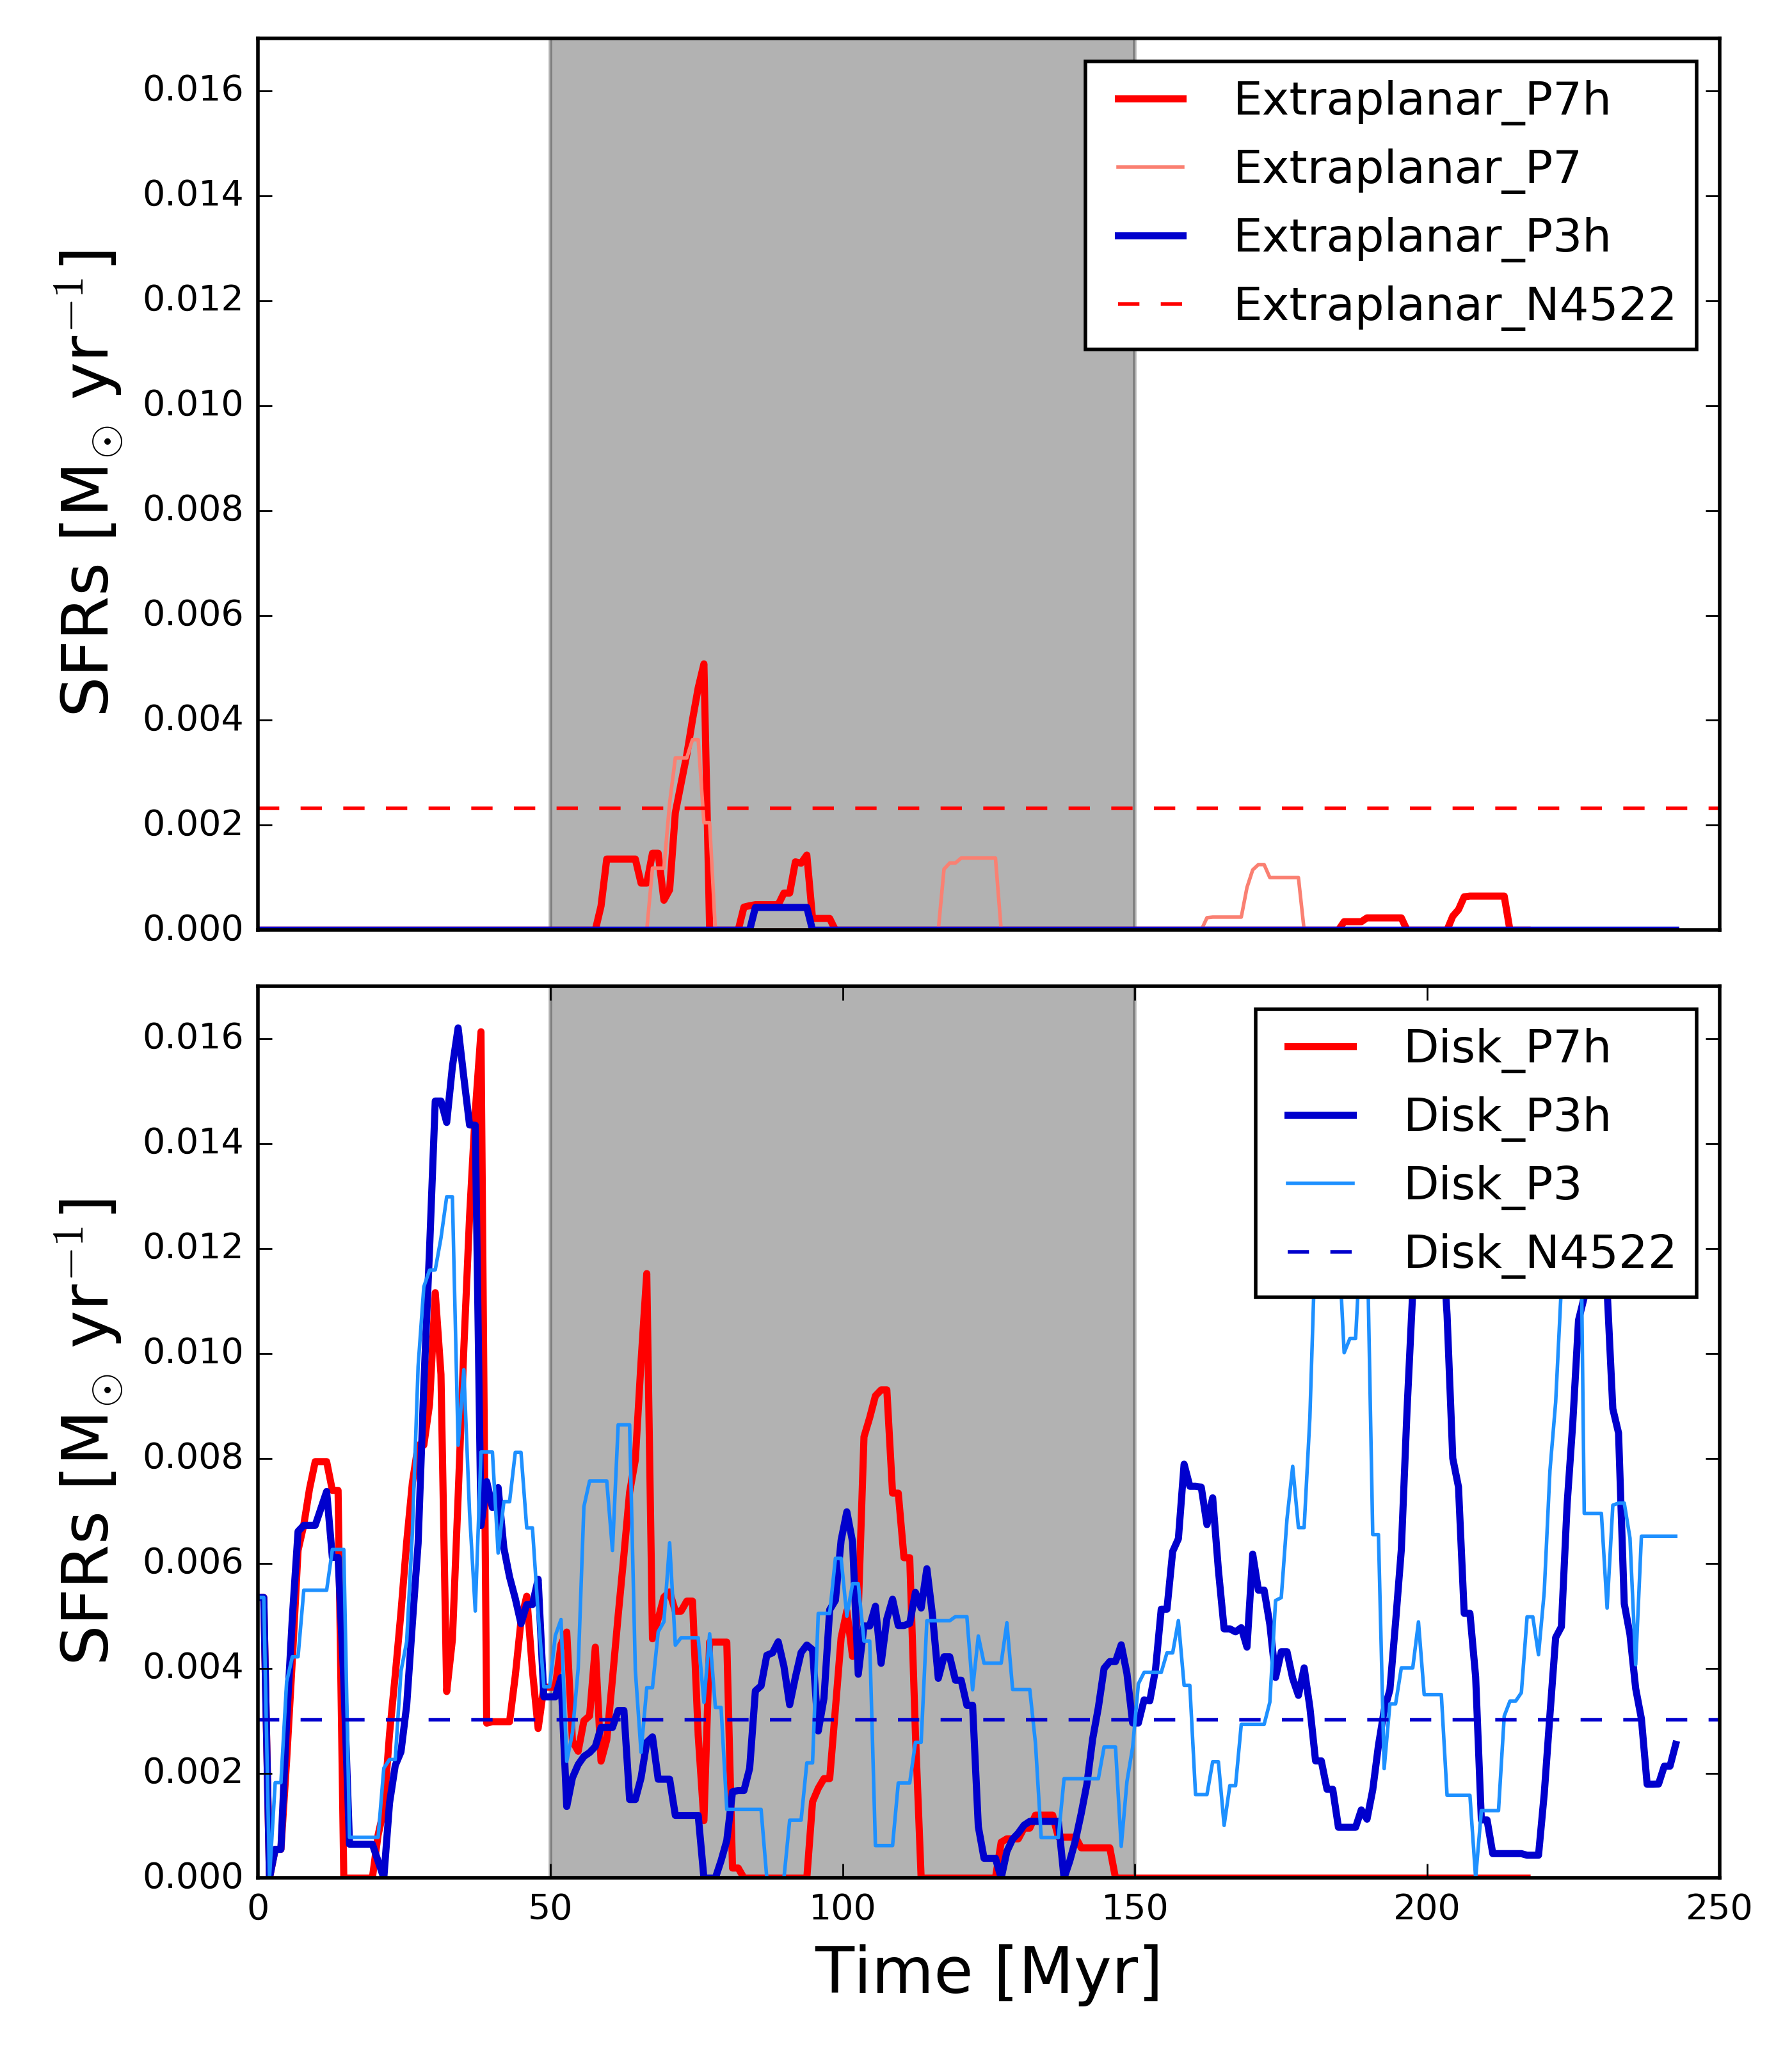 0.016
0.014
0.012
0.010
0.008
0.006
0.004
0.002
0.000
SFRs [M☉ yr⁻¹]
Extraplanar_P7h
Extraplanar_P7
Extraplanar_P3h
Extraplanar_N4522
0.016
0.014
0.012
0.010
0.008
0.006
0.004
0.002
0.000
SFRs [M☉ yr⁻¹]
Disk_P7h
Disk_P3h
Disk_P3
Disk_N4522
0 50 100 150 200 250
Time [Myr]